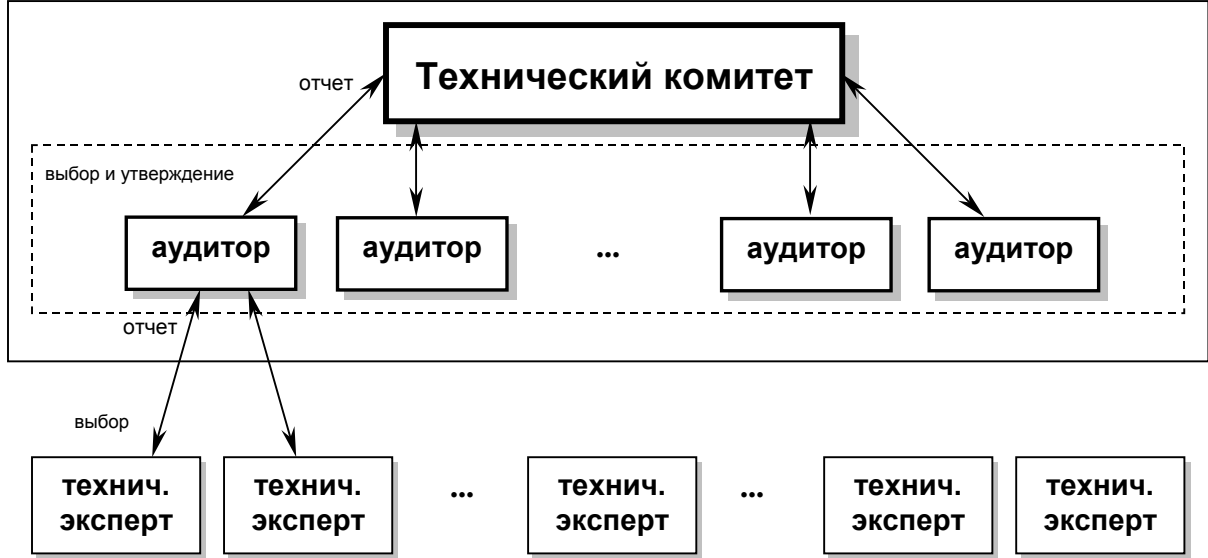 Технический комитет
отчет
выбор и утверждение
аудитор
аудитор
...
аудитор
аудитор
отчет
выбор
технич.
эксперт
технич.
эксперт
...
технич.
эксперт
...
технич.
эксперт
технич.
эксперт